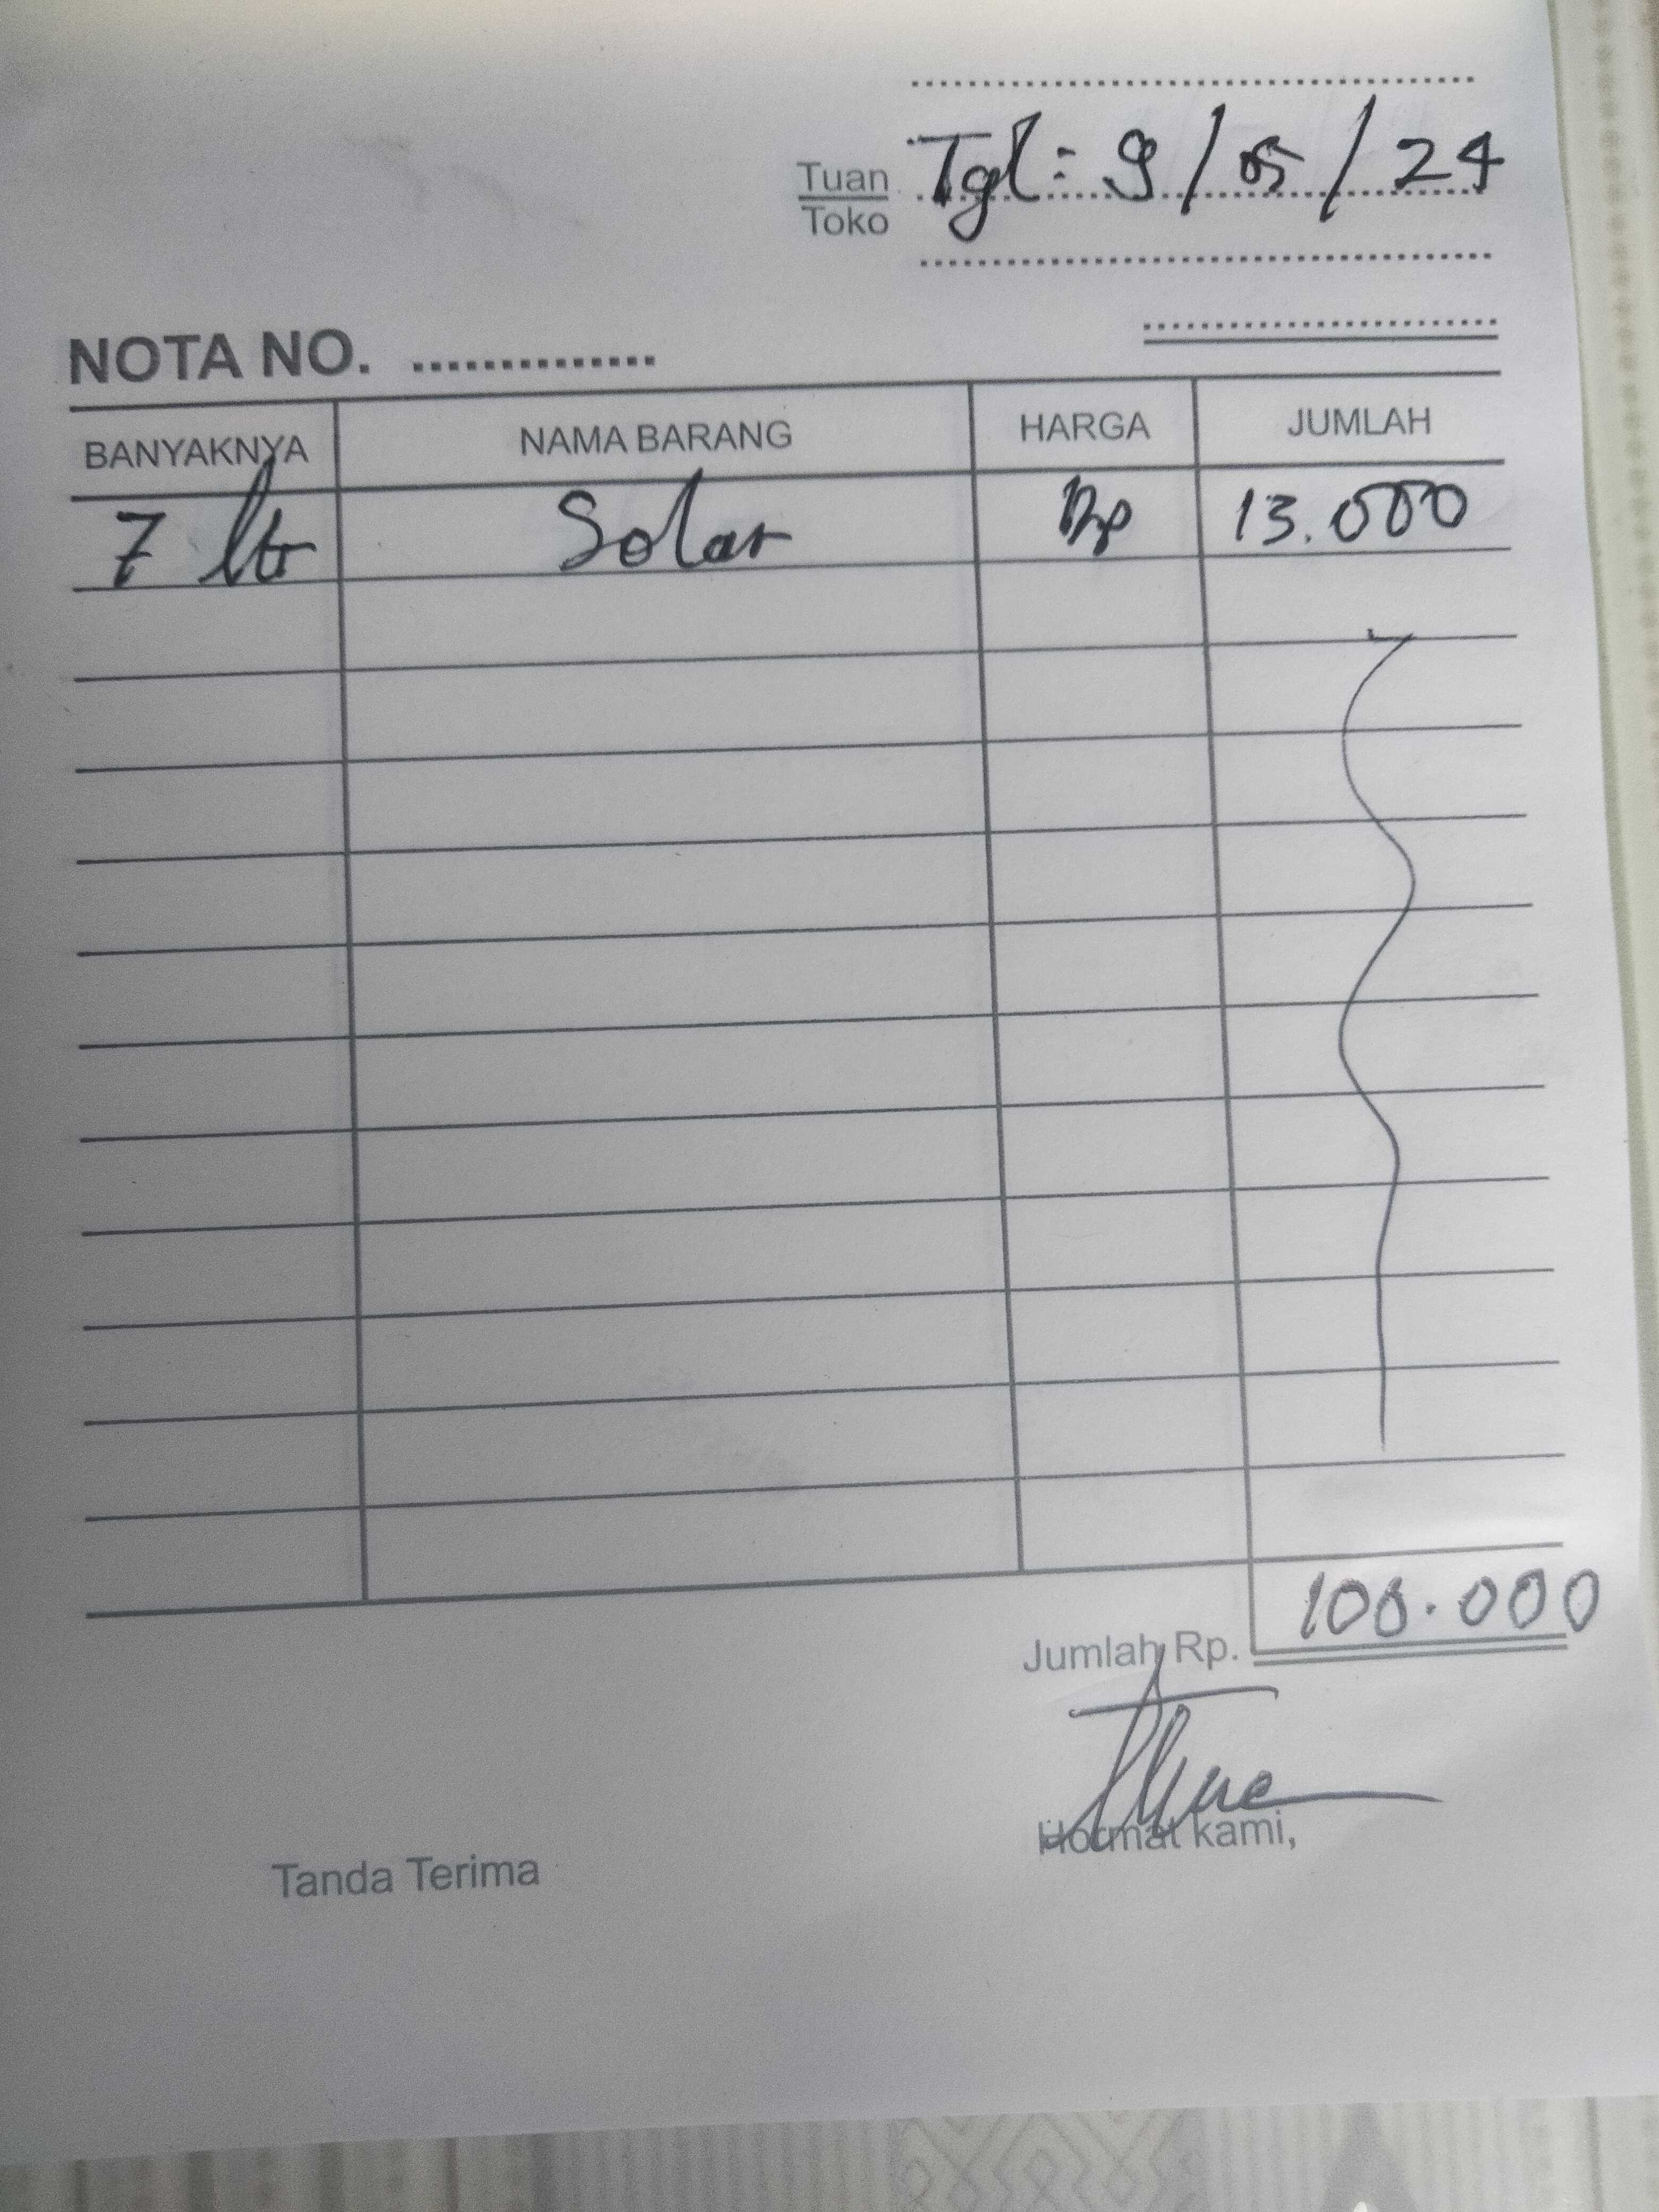 Tuan Tgl: 9/05/24
Toko
NOTA NO. ..............
BANYAKNYA NAMA BARANG HARGA JUMLAH
7 ltr Solar Rp 13.000
Jumlah Rp. 100.000
Hormat kami,
Tanda Terima